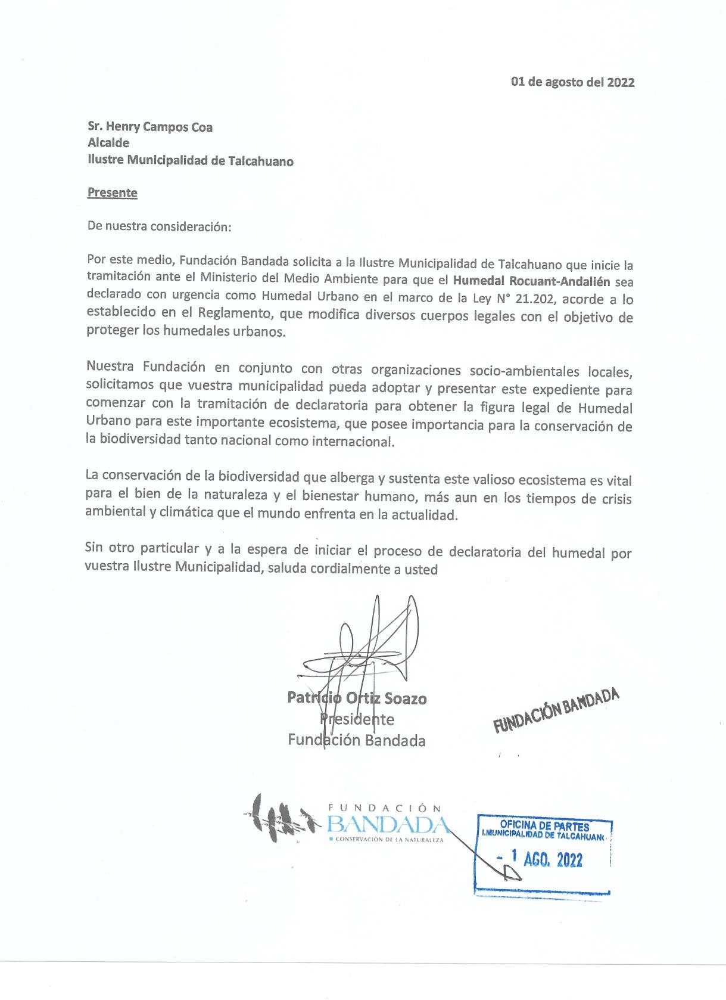 01 de agosto del 2022
Sr. Henry Campos Coa
Alcalde
Ilustre Municipalidad de Talcahuano
Presente
De nuestra consideración:
Por este medio, Fundación Bandada solicita a la Ilustre Municipalidad de Talcahuano que inicie la
tramitación ante el Ministerio del Medio Ambiente para que el Humedal Rocuant-Andalién sea
declarado con urgencia como Humedal Urbano en el marco de la Ley N° 21.202, acorde a lo
establecido en el Reglamento, que modifica diversos cuerpos legales con el objetivo de
proteger los humedales urbanos.
Nuestra Fundación en conjunto con otras organizaciones socio-ambientales locales,
solicitamos que vuestra municipalidad pueda adoptar y presentar este expediente para
comenzar con la tramitación de declaratoria para obtener la figura legal de Humedal
Urbano para este importante ecosistema, que posee importancia para la conservación de
la biodiversidad tanto nacional como internacional.
La conservación de la biodiversidad que alberga y sustenta este valioso ecosistema es vital
para el bien de la naturaleza y el bienestar humano, más aun en los tiempos de crisis
ambiental y climática que el mundo enfrenta en la actualidad.
Sin otro particular y a la espera de iniciar el proceso de declaratoria del humedal por
vuestra Ilustre Municipalidad, saluda cordialmente a usted
Patricio Ortiz Soazo
Presidente
Fundación Bandada
FUNDACIÓN BANDADA
FUNDACIÓN
BANDADA
CONSERVACIÓN DE LA NATURALEZA
OFICINA DE PARTES
I.MUNICIPALIDAD DE TALCAHUANO
- 1 AGO. 2022